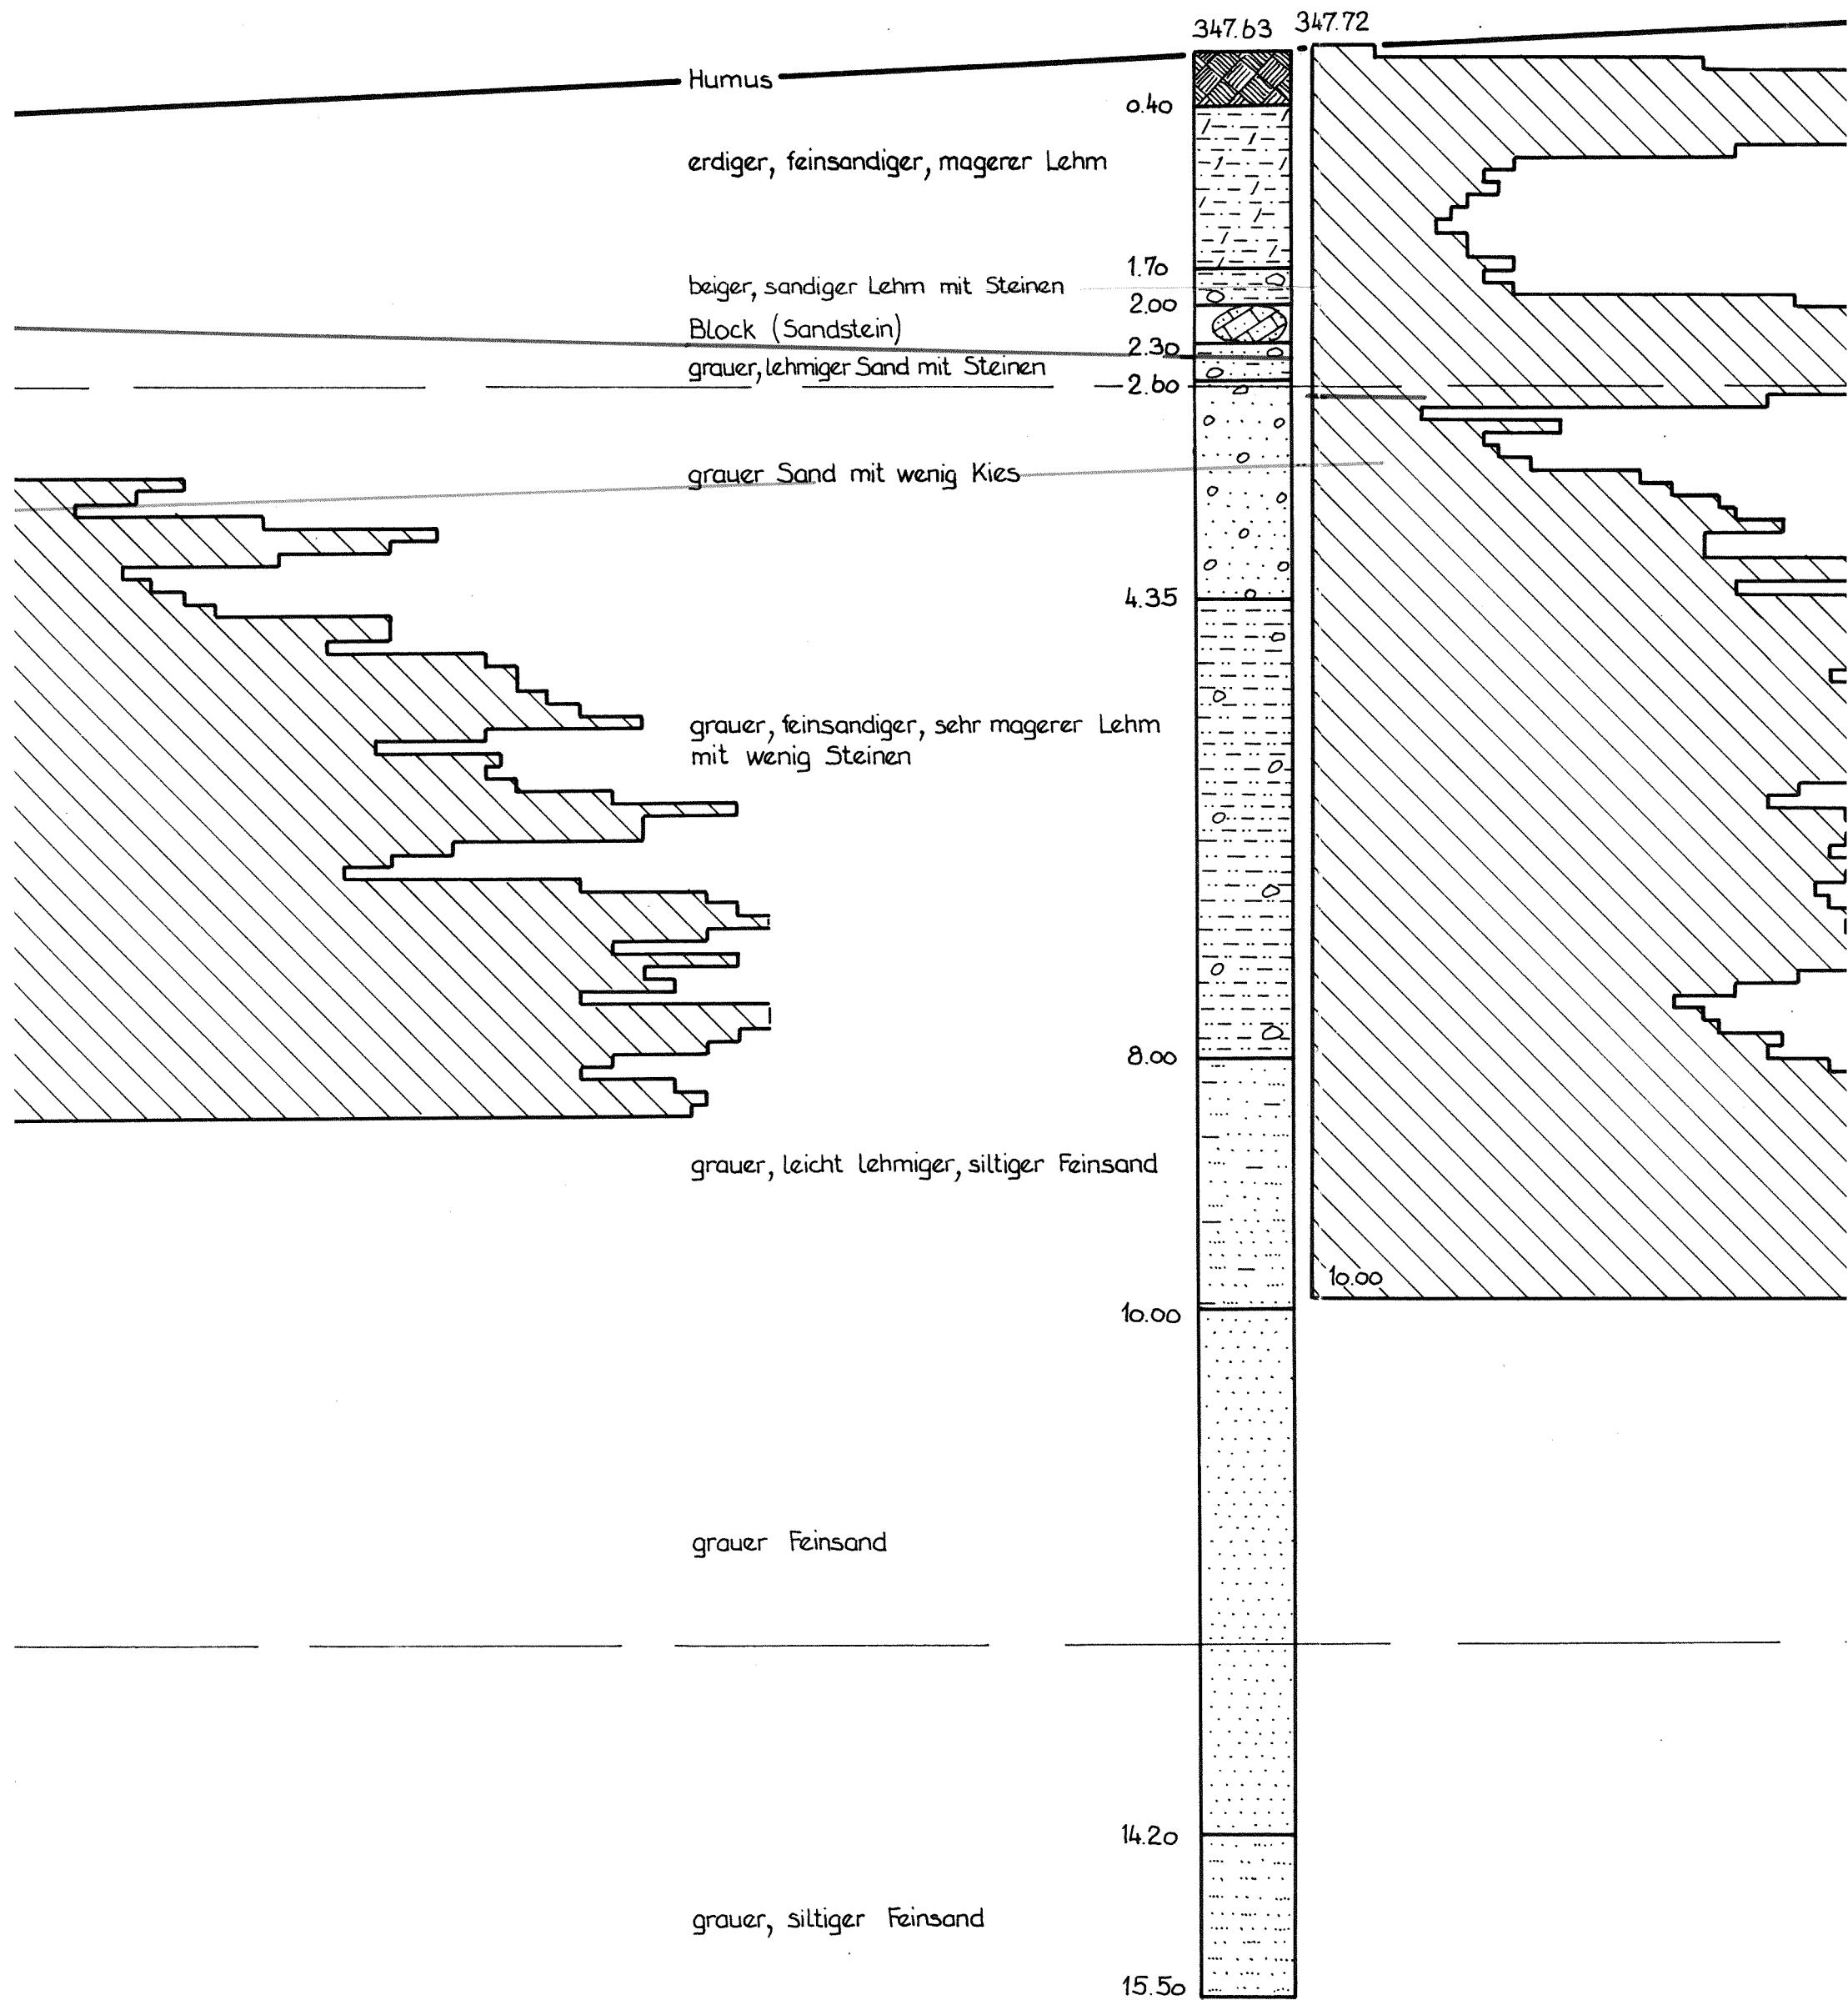 347.63 347.72
Humus
0.40
erdiger, feinsandiger, magerer Lehm
1.70
beiger, sandiger Lehm mit Steinen
2.00
Block (Sandstein)
2.30
grauer, lehmiger Sand mit Steinen
2.60
grauer Sand mit wenig Kies
4.35
grauer, feinsandiger, sehr magerer Lehm
mit wenig Steinen
8.00
grauer, leicht lehmiger, siltiger Feinsand
10.00
10.00
grauer Feinsand
14.20
grauer, siltiger Feinsand
15.50